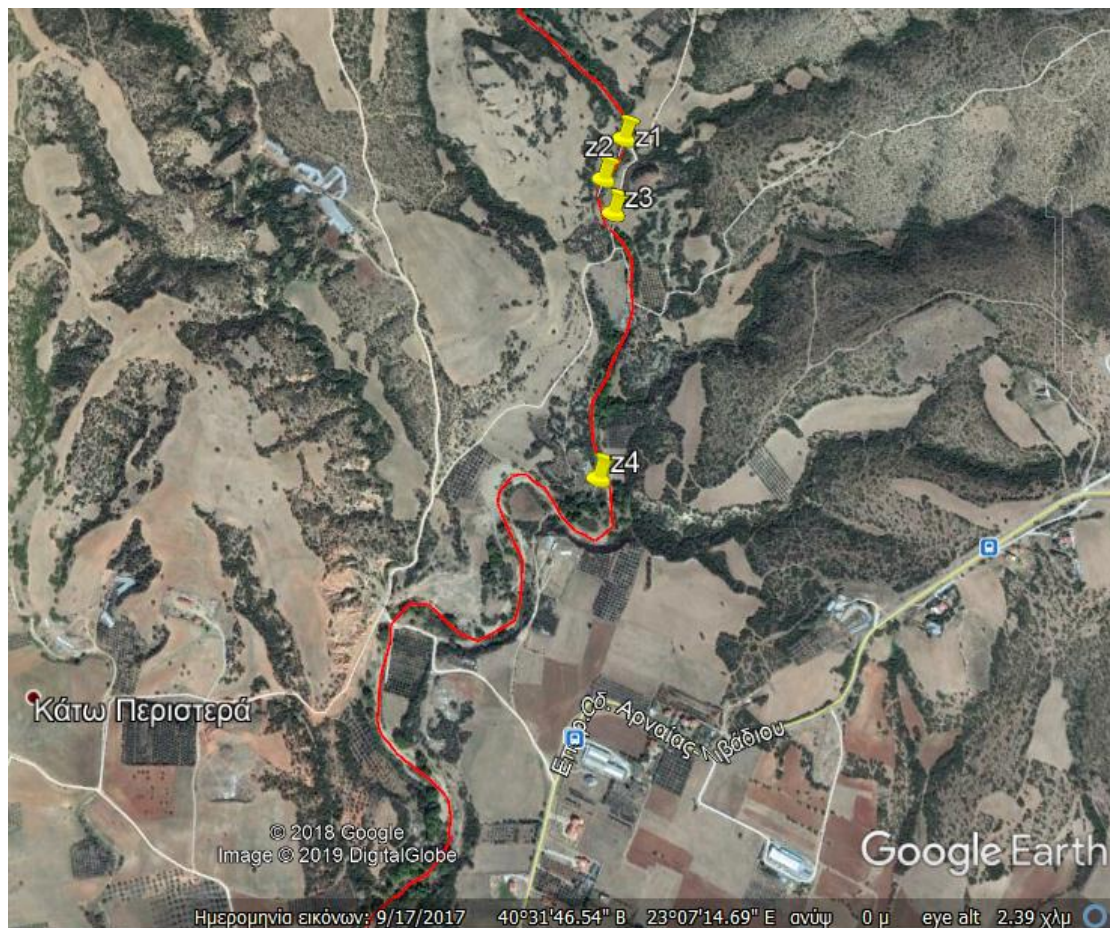 z1
z2
z3
z4
Κάτω Περιστερά
Επαρ.Οδ. Αρναίας-Λιβαδίου
© 2018 Google
Image © 2019 DigitalGlobe
Google Earth
Ημερομηνία εικόνων: 9/17/2017 40°31'46.54" Β 23°07'14.69" Ε ανύψ 0 μ eye alt 2.39 χλμ